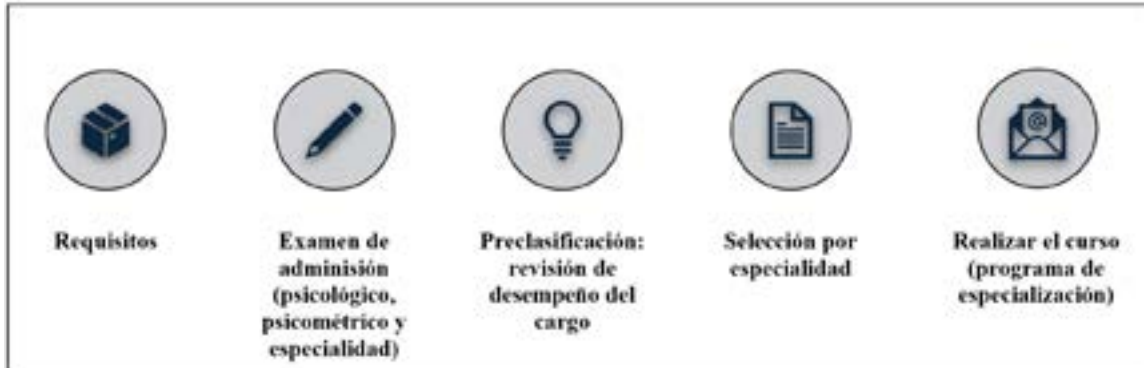 Requisitos
Examen de
adminisión
(psicológico,
psicométrico y
especialidad)
Preclasificación:
revisión de
desempeño del
cargo
Selección por
especialidad
Realizar el curso
(programa de
especialización)
@